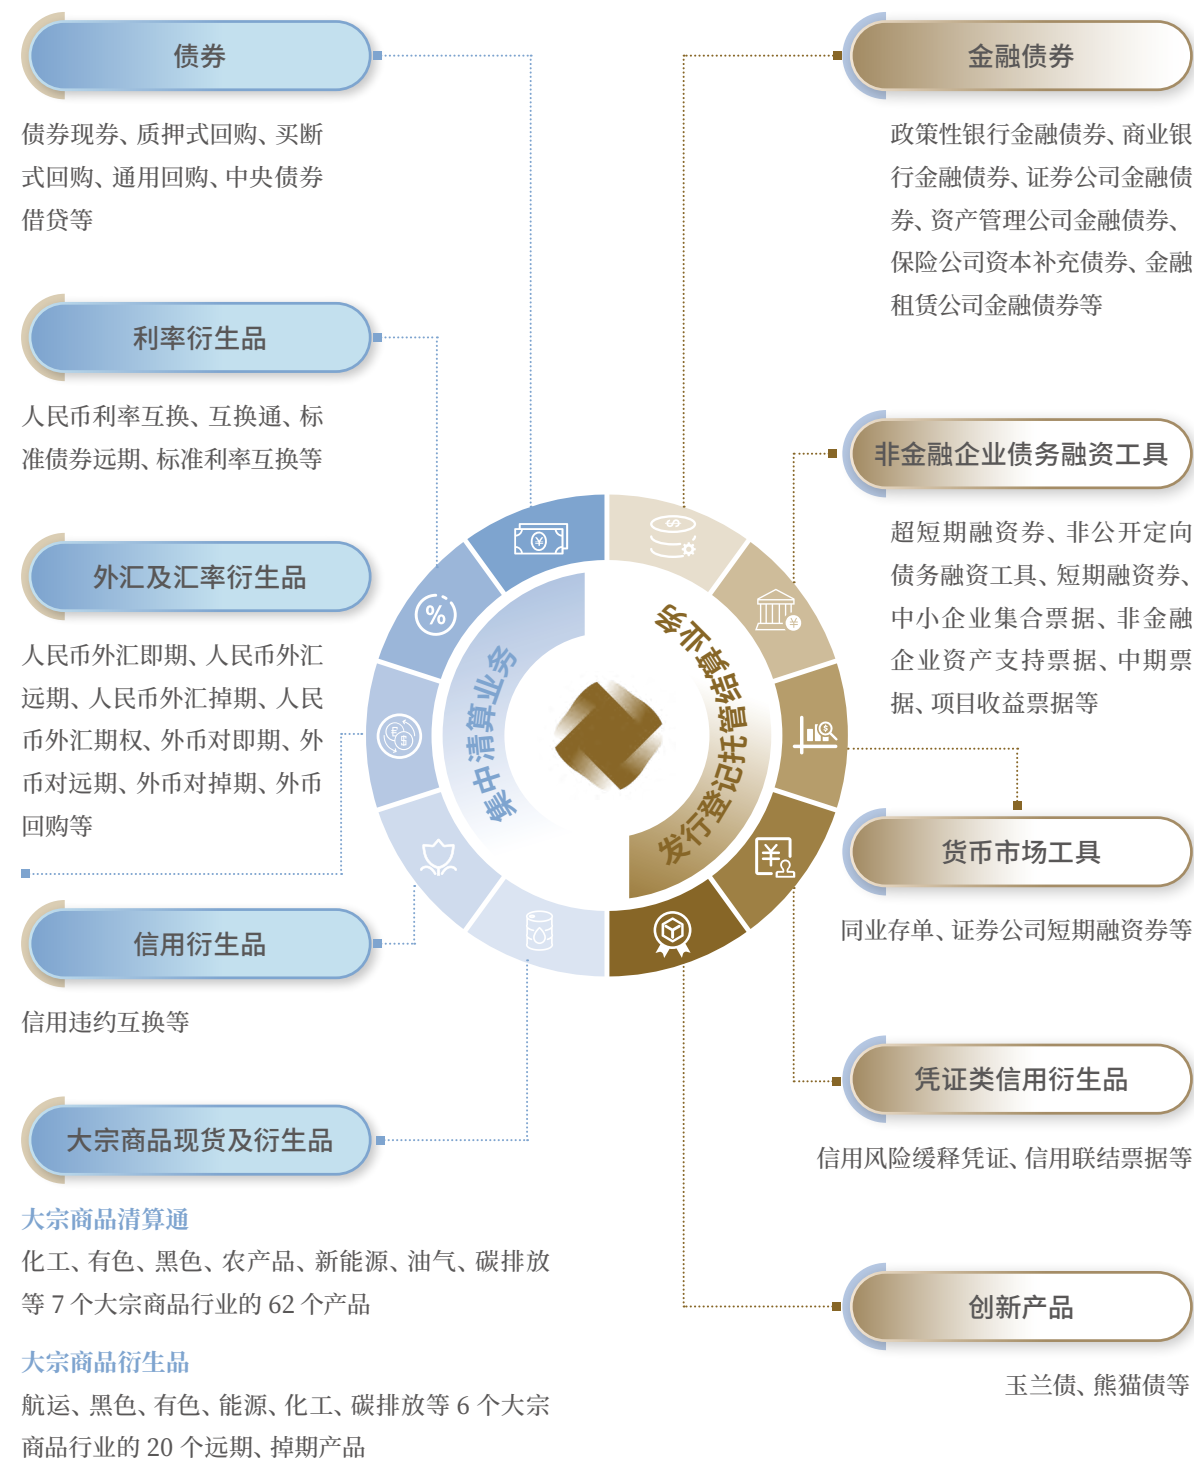 债券
债券现券、质押式回购、买断
式回购、通用回购、中央债券
借贷等
利率衍生品
人民币利率互换、互换通、标
准债券远期、标准利率互换等
外汇及汇率衍生品
人民币外汇即期、人民币外汇
远期、人民币外汇掉期、人民
币外汇期权、外币对即期、外
币对远期、外币对掉期、外币
回购等
信用衍生品
信用违约互换等
大宗商品现货及衍生品
大宗商品清算通
化工、有色、黑色、农产品、新能源、油气、碳排放
等 7 个大宗商品行业的 62 个产品
大宗商品衍生品
航运、黑色、有色、能源、化工、碳排放等 6 个大宗
商品行业的 20 个远期、掉期产品
集中清算业务
发行登记托管结算业务
金融债券
政策性银行金融债券、商业银
行金融债券、证券公司金融债
券、资产管理公司金融债券、
保险公司资本补充债券、金融
租赁公司金融债券等
非金融企业债务融资工具
超短期融资券、非公开定向
债务融资工具、短期融资券、
中小企业集合票据、非金融
企业资产支持票据、中期票
据、项目收益票据等
货币市场工具
同业存单、证券公司短期融资券等
凭证类信用衍生品
信用风险缓释凭证、信用联结票据等
创新产品
玉兰债、熊猫债等